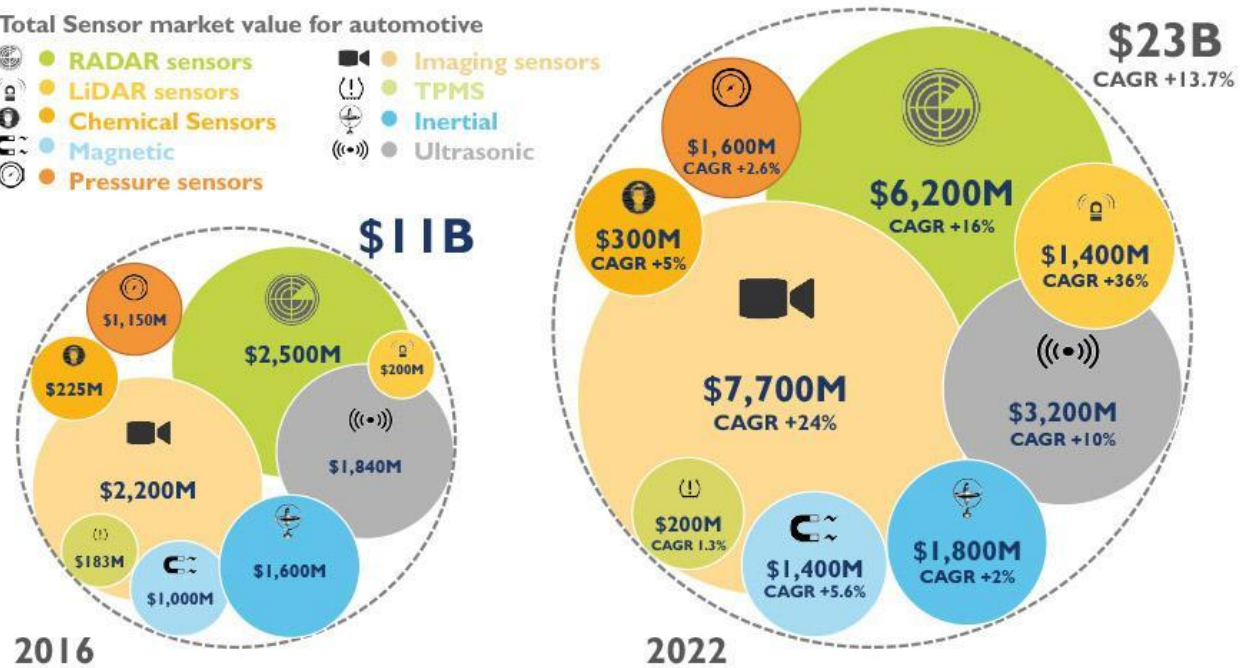 Total Sensor market value for automotive
RADAR sensors
LiDAR sensors
Chemical Sensors
Magnetic
Pressure sensors
Imaging sensors
TPMS
Inertial
Ultrasonic
$11B
$1,150M
$2,500M
$200M
$225M
$1,840M
$2,200M
$183M
$1,000M
$1,600M
2016
$23B
CAGR +13.7%
$1,600M
CAGR +2.6%
$6,200M
CAGR +16%
$300M
CAGR +5%
$1,400M
CAGR +36%
$7,700M
CAGR +24%
$3,200M
CAGR +10%
$200M
CAGR 1.3%
$1,400M
CAGR +5.6%
$1,800M
CAGR +2%
2022